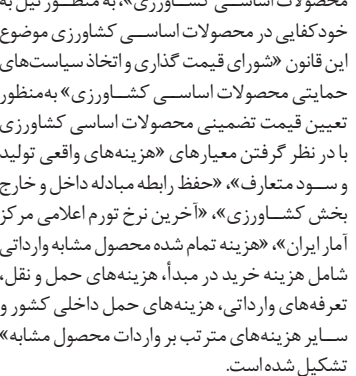 محصولات اساسی کشاورزی»، به منظور نیل به
خودکفایی در محصولات اساسی کشاورزی موضوع
این قانون «شورای قیمت گذاری و اتخاذ سیاست‌های
حمایتی محصولات اساسی کشاورزی» به‌منظور
تعیین قیمت تضمینی محصولات اساسی کشاورزی
با در نظر گرفتن معیارهای «هزینه‌های واقعی تولید
و سود متعارف»، «حفظ رابطه مبادله داخل و خارج
بخش کشاورزی»، «آخرین نرخ تورم اعلامی مرکز
آمار ایران»، «هزینه تمام شده محصول مشابه وارداتی
شامل هزینه خرید در مبدأ، هزینه‌های حمل و نقل،
تعرفه‌های وارداتی، هزینه‌های حمل داخلی کشور و
سایر هزینه‌های مترتب بر واردات محصول مشابه»
تشکیل شده است.